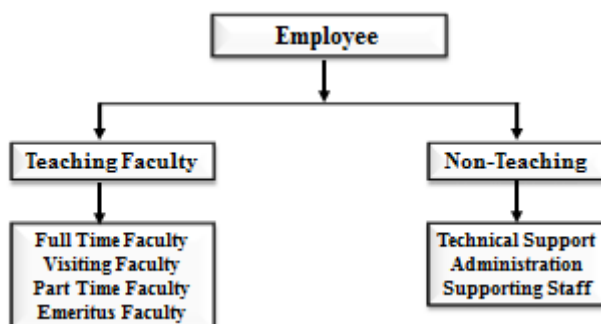 Employee
Teaching Faculty
Non-Teaching
Full Time Faculty
Visiting Faculty
Part Time Faculty
Emeritus Faculty
Technical Support
Administration
Supporting Staff